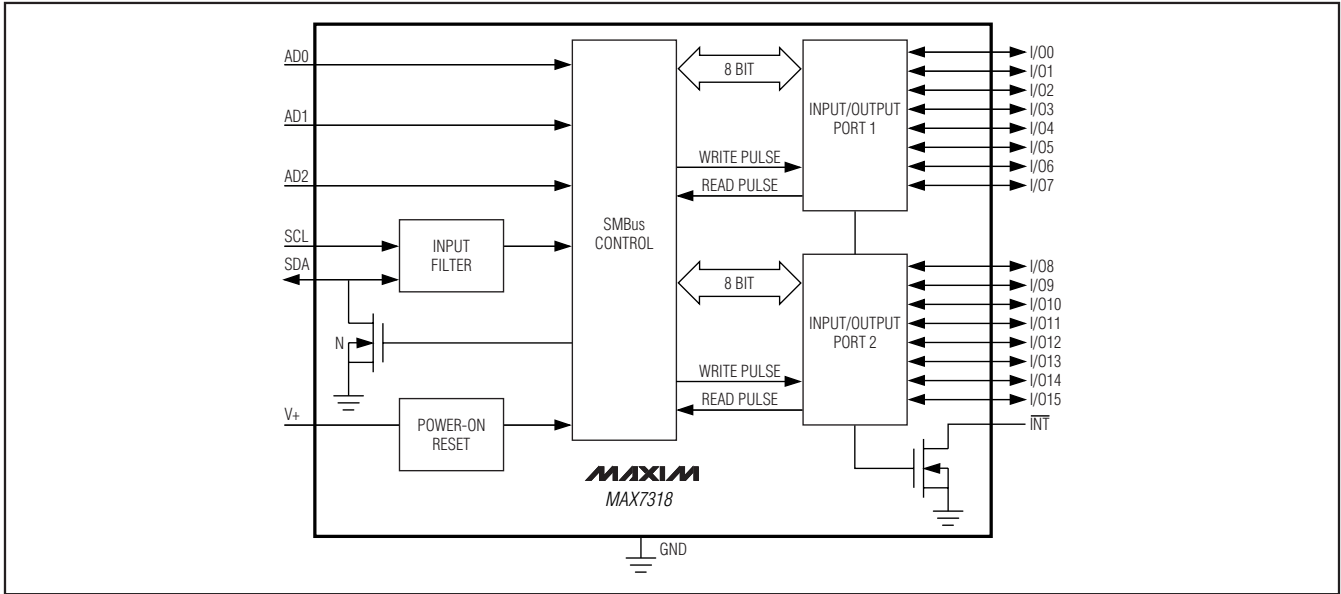 AD0
AD1
AD2
SCL
SDA
V+
INPUT
FILTER
N
POWER-ON
RESET
SMBus
CONTROL
8 BIT
WRITE PULSE
READ PULSE
8 BIT
WRITE PULSE
READ PULSE
INPUT/OUTPUT
PORT 1
INPUT/OUTPUT
PORT 2
I/O0
I/O1
I/O2
I/O3
I/O4
I/O5
I/O6
I/O7
I/O8
I/O9
I/O10
I/O11
I/O12
I/O13
I/O14
I/O15
INT
MAXIM
MAX7318
GND